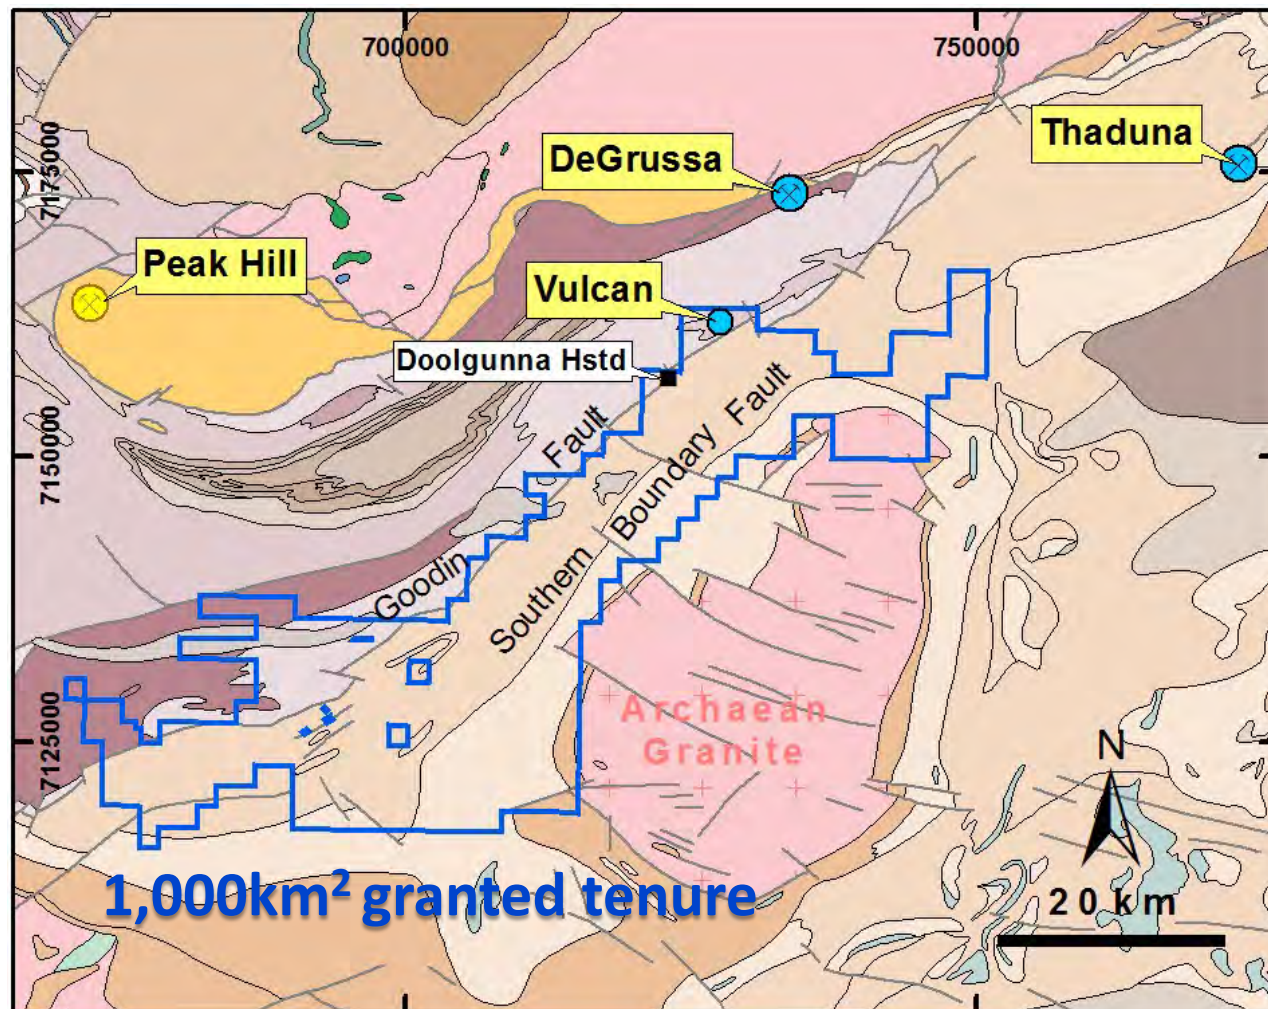 700000
750000
Thaduna
DeGrussa
7175000
Peak Hill
Vulcan
Doolgunna Hstd
Fault
Goodin
Southern Boundary Fault
7150000
Archaean
Granite
7125000
N
20 km
1,000km² granted tenure